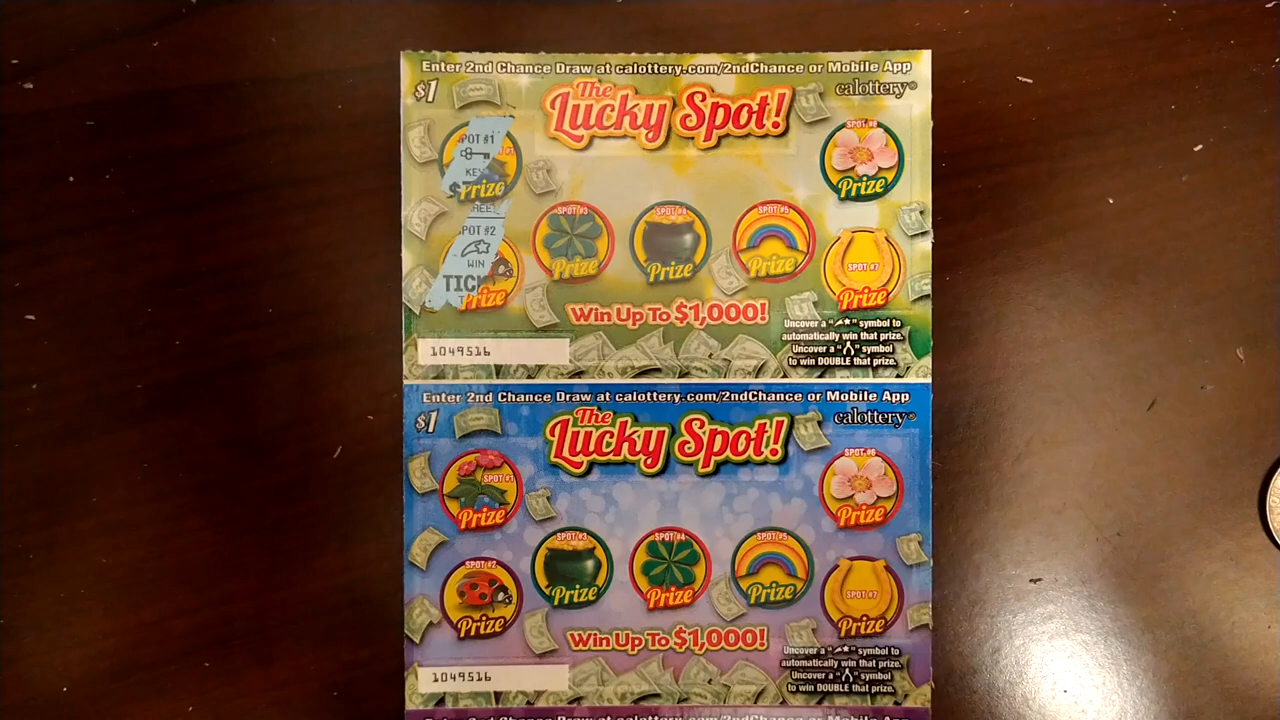 Enter 2nd Chance Draw at calottery.com/2ndChance or Mobile App
$1
calottery®
The
Lucky Spot!
SPOT #1
KEY
Prize
SPOT #2
WIN
TICK
Prize
SPOT #3
Prize
SPOT #4
Prize
SPOT #5
Prize
SPOT #6
Prize
SPOT #7
Prize
Win Up To $1,000!
Uncover a " " symbol to
automatically win that prize.
Uncover a " " symbol
to win DOUBLE that prize.
1049516
Enter 2nd Chance Draw at calottery.com/2ndChance or Mobile App
$1
calottery®
The
Lucky Spot!
SPOT #1
Prize
SPOT #2
Prize
SPOT #3
Prize
SPOT #4
Prize
SPOT #5
Prize
SPOT #6
Prize
SPOT #7
Prize
Win Up To $1,000!
Uncover a " " symbol to
automatically win that prize.
Uncover a " " symbol
to win DOUBLE that prize.
1049516